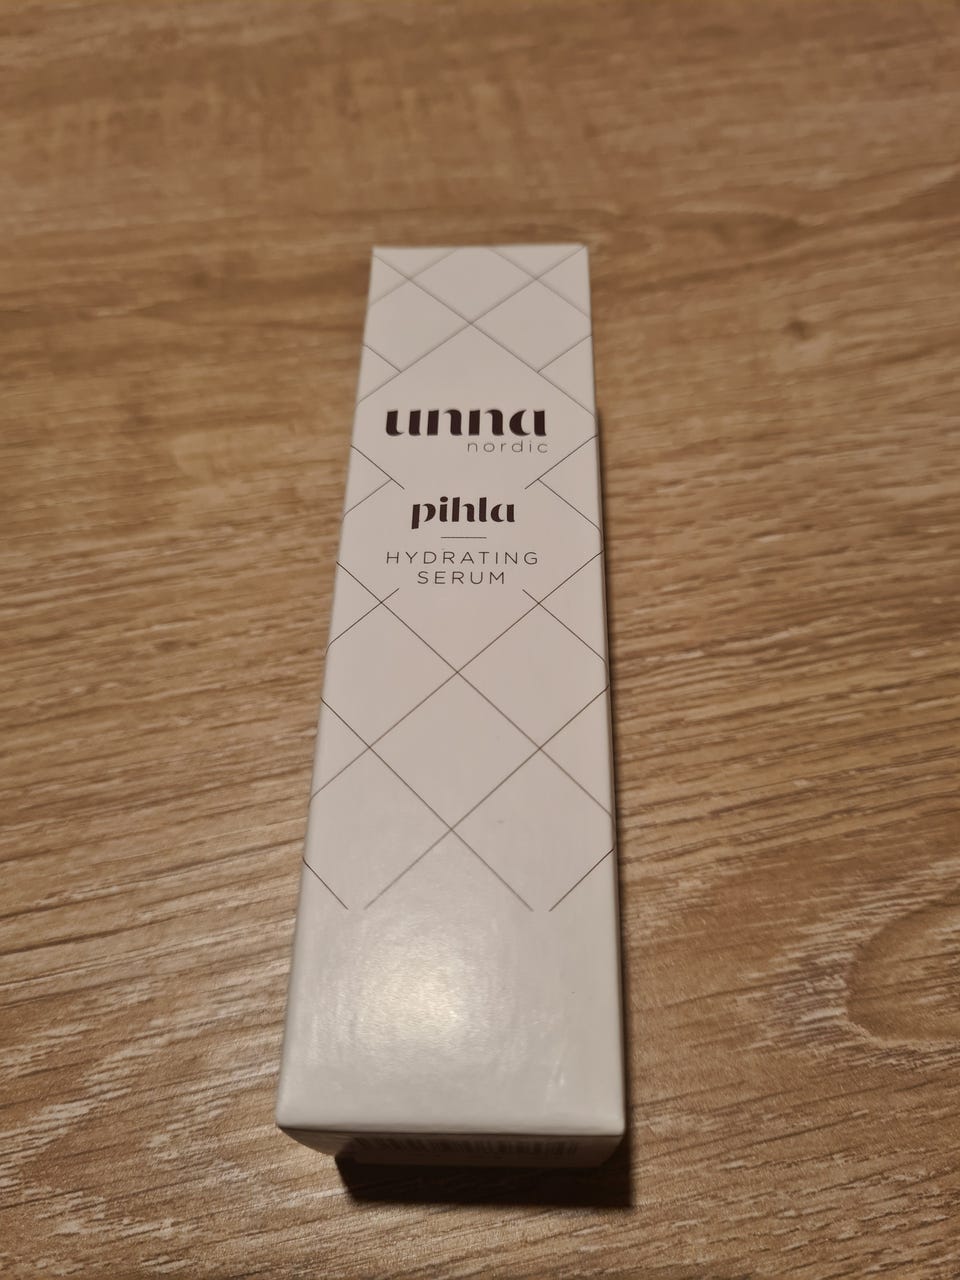 unna
nordic
pihla
HYDRATING
SERUM